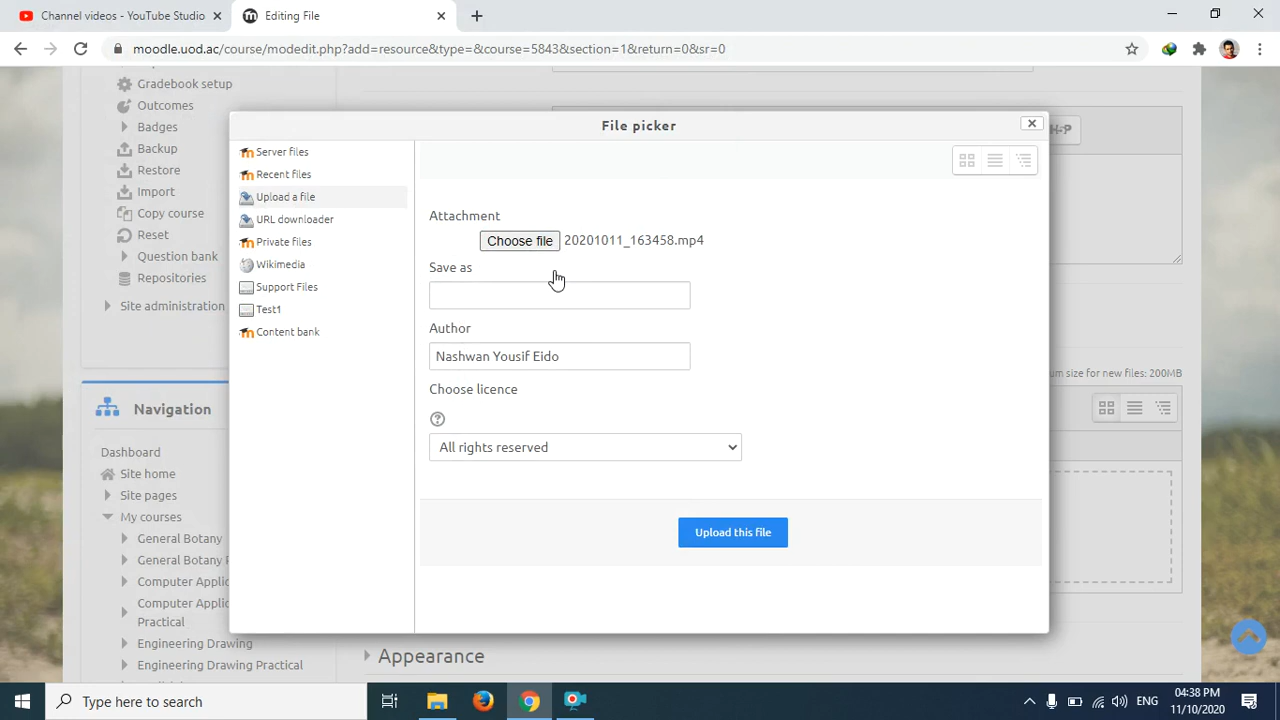 Channel videos - YouTube Studio
Editing File
moodle.uod.ac/course/modedit.php?add=resource&type=&course=5843&section=1&return=0&sr=0
Gradebook setup
Outcomes
Badges
Backup
Restore
Import
Copy course
Reset
Question bank
Repositories
Site administration
Navigation
Dashboard
Site home
Site pages
My courses
General Botany
General Botany
Computer Applic
Computer Applic
Practical
Engineering Drawing
Engineering Drawing Practical
File picker
Server files
Recent files
Upload a file
URL downloader
Private files
Wikimedia
Support Files
Test1
Content bank
Attachment
Choose file 20201011_163458.mp4
Save as
Author
Nashwan Yousif Eido
Choose licence
All rights reserved
Upload this file
H-P
um size for new files: 200MB
Appearance
Type here to search
ENG
04:38 PM
11/10/2020